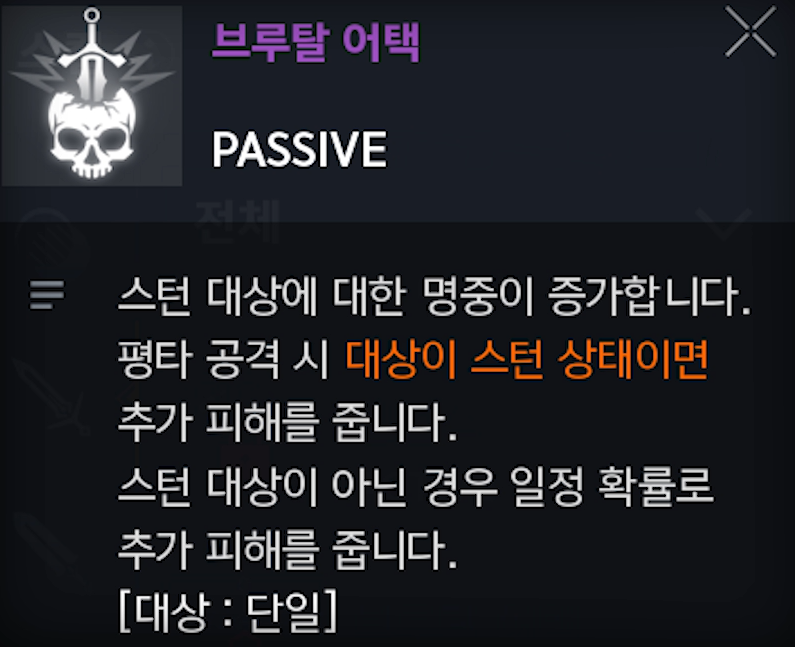 브루탈 어택
PASSIVE
전체
스턴 대상에 대한 명중이 증가합니다.
평타 공격 시 대상이 스턴 상태이면
추가 피해를 줍니다.
스턴 대상이 아닌 경우 일정 확률로
추가 피해를 줍니다.
[대상 : 단일]